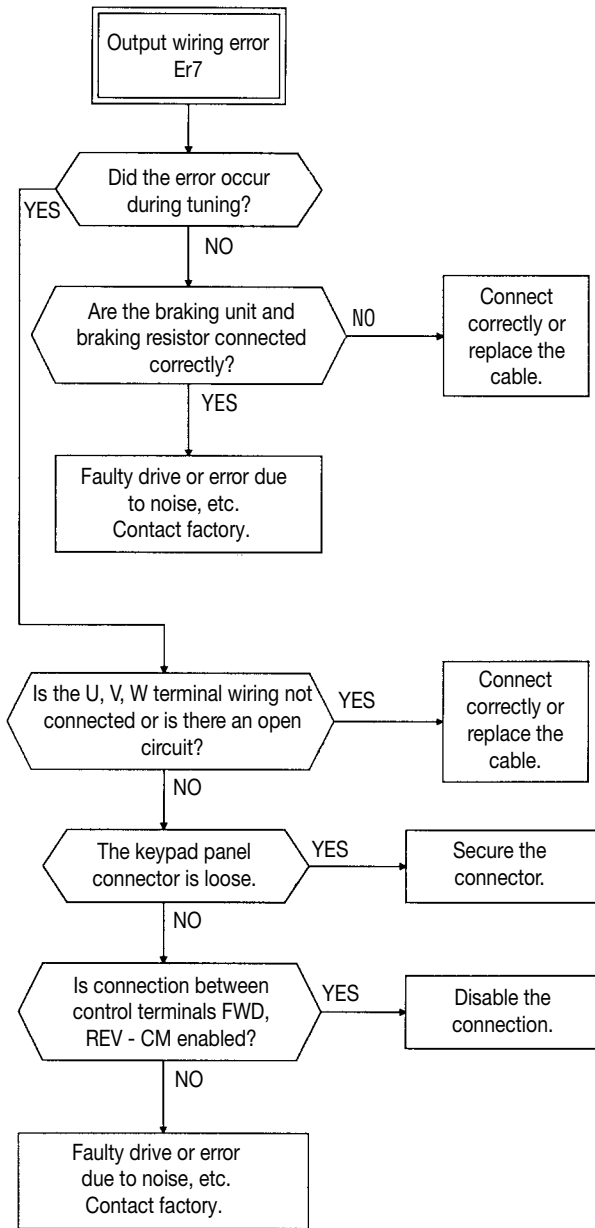 Output wiring error
Er7
Did the error occur
during tuning?
YES
NO
Are the braking unit and
braking resistor connected
correctly?
NO
Connect
correctly or
replace the
cable.
YES
Faulty drive or error due
to noise, etc.
Contact factory.
Is the U, V, W terminal wiring not
connected or is there an open
circuit?
YES
Connect
correctly or
replace the
cable.
NO
The keypad panel
connector is loose.
YES
Secure the
connector.
NO
Is connection between
control terminals FWD,
REV - CM enabled?
YES
Disable the
connection.
NO
Faulty drive or error
due to noise, etc.
Contact factory.